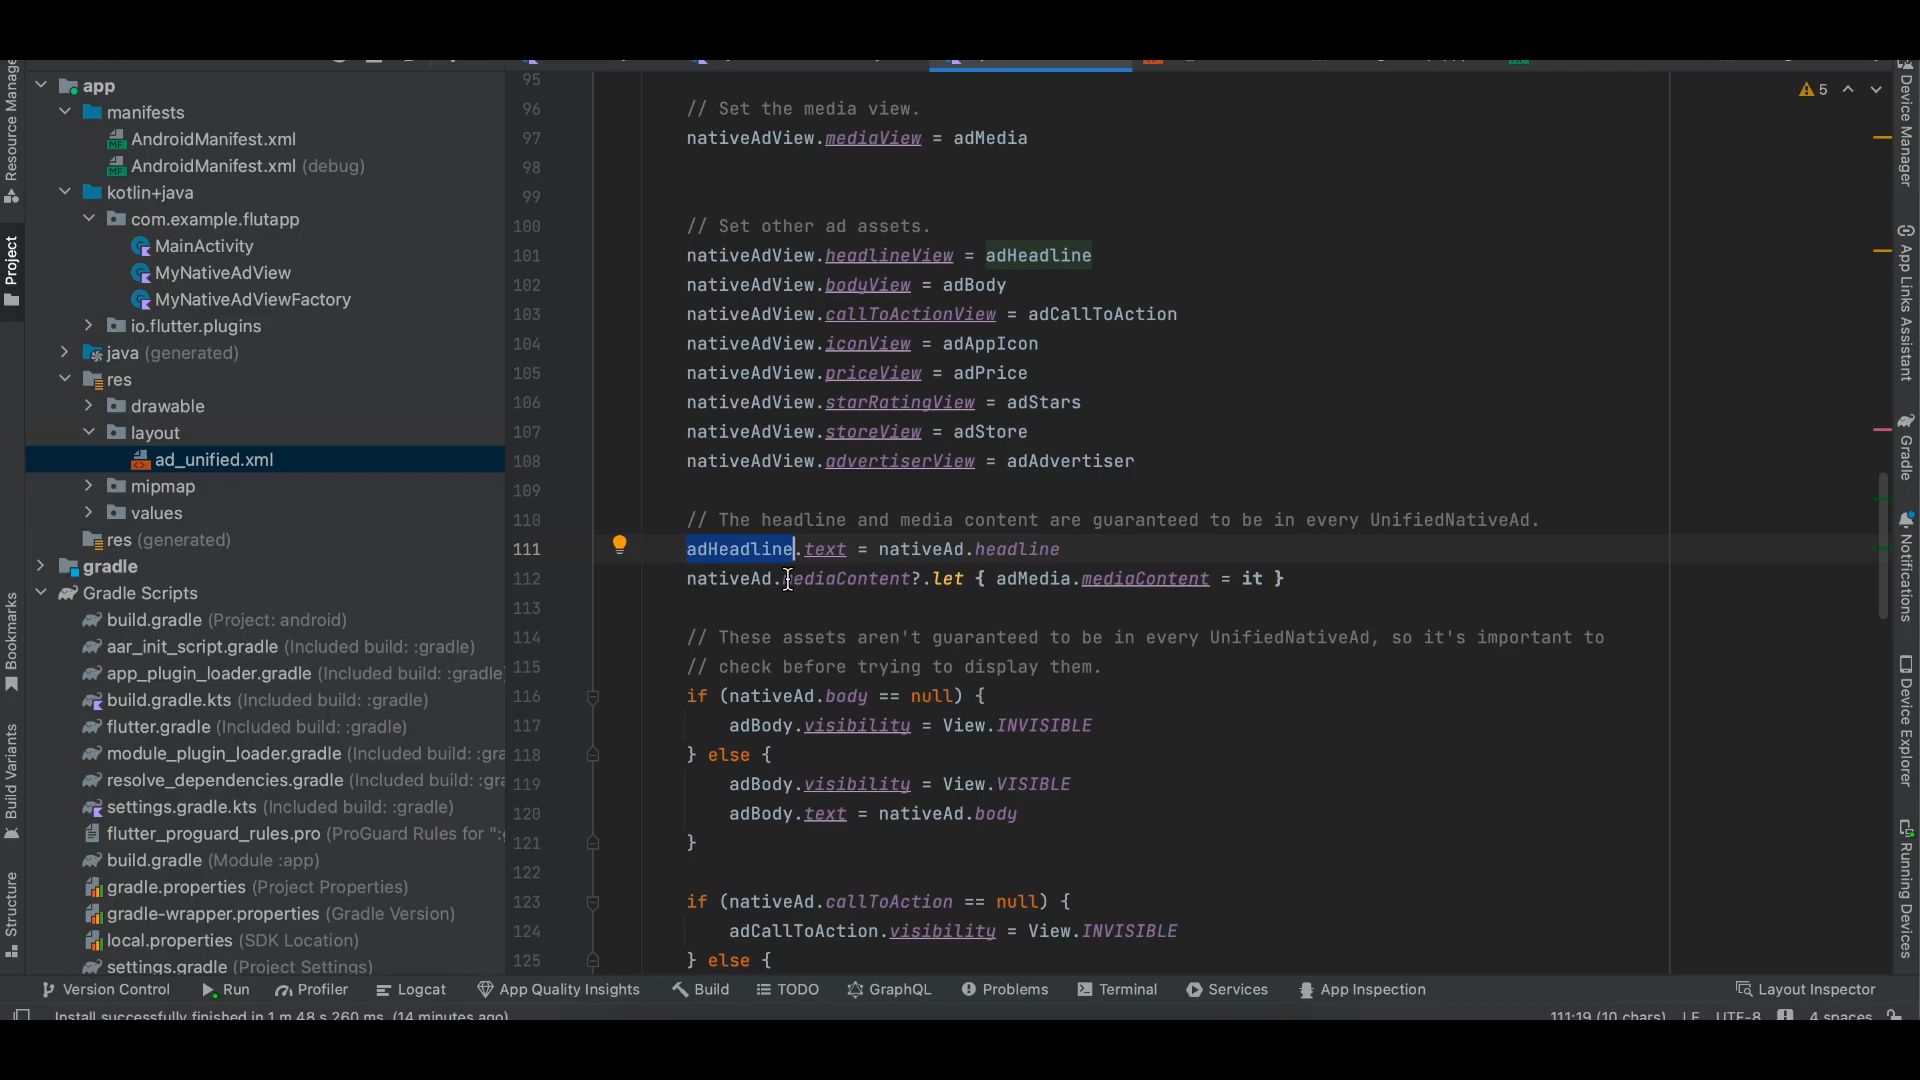 Resource Manage
Project
Bookmarks
Build Variants
Structure
app
manifests
AndroidManifest.xml
AndroidManifest.xml (debug)
kotlin+java
com.example.flutapp
MainActivity
MyNativeAdView
MyNativeAdViewFactory
io.flutter.plugins
java (generated)
res
drawable
layout
ad_unified.xml
mipmap
values
res (generated)
gradle
Gradle Scripts
build.gradle (Project: android)
aar_init_script.gradle (Included build: :gradle)
app_plugin_loader.gradle (Included build: :gradle
build.gradle.kts (Included build: :gradle)
flutter.gradle (Included build: :gradle)
module_plugin_loader.gradle (Included build: :gra
resolve_dependencies.gradle (Included build: :gra
settings.gradle.kts (Included build: :gradle)
flutter_proguard_rules.pro (ProGuard Rules for ":g
build.gradle (Module :app)
gradle.properties (Project Properties)
gradle-wrapper.properties (Gradle Version)
local.properties (SDK Location)
settings.gradle (Project Settings)
95
96 // Set the media view.
97 nativeAdView.mediaView = adMedia
98
99
100 // Set other ad assets.
101 nativeAdView.headlineView = adHeadline
102 nativeAdView.bodyView = adBody
103 nativeAdView.callToActionView = adCallToAction
104 nativeAdView.iconView = adAppIcon
105 nativeAdView.priceView = adPrice
106 nativeAdView.starRatingView = adStars
107 nativeAdView.storeView = adStore
108 nativeAdView.advertiserView = adAdvertiser
109
110 // The headline and media content are guaranteed to be in every UnifiedNativeAd.
111 adHeadline.text = nativeAd.headline
112 nativeAd.mediaContent?.let { adMedia.mediaContent = it }
113
114 // These assets aren't guaranteed to be in every UnifiedNativeAd, so it's important to
115 // check before trying to display them.
116 if (nativeAd.body == null) {
117 adBody.visibility = View.INVISIBLE
118 } else {
119 adBody.visibility = View.VISIBLE
120 adBody.text = nativeAd.body
121 }
122
123 if (nativeAd.callToAction == null) {
124 adCallToAction.visibility = View.INVISIBLE
125 } else {
5
Device Manager
App Links Assistant
Gradle
Notifications
Device Explorer
Running Devices
Version Control Run Profiler Logcat App Quality Insights Build TODO GraphQL Problems Terminal Services App Inspection Layout Inspector
Install successfully finished in 1 m 48 s 260 ms. (14 minutes ago) 111:19 (10 chars) LF UTF-8 4 spaces